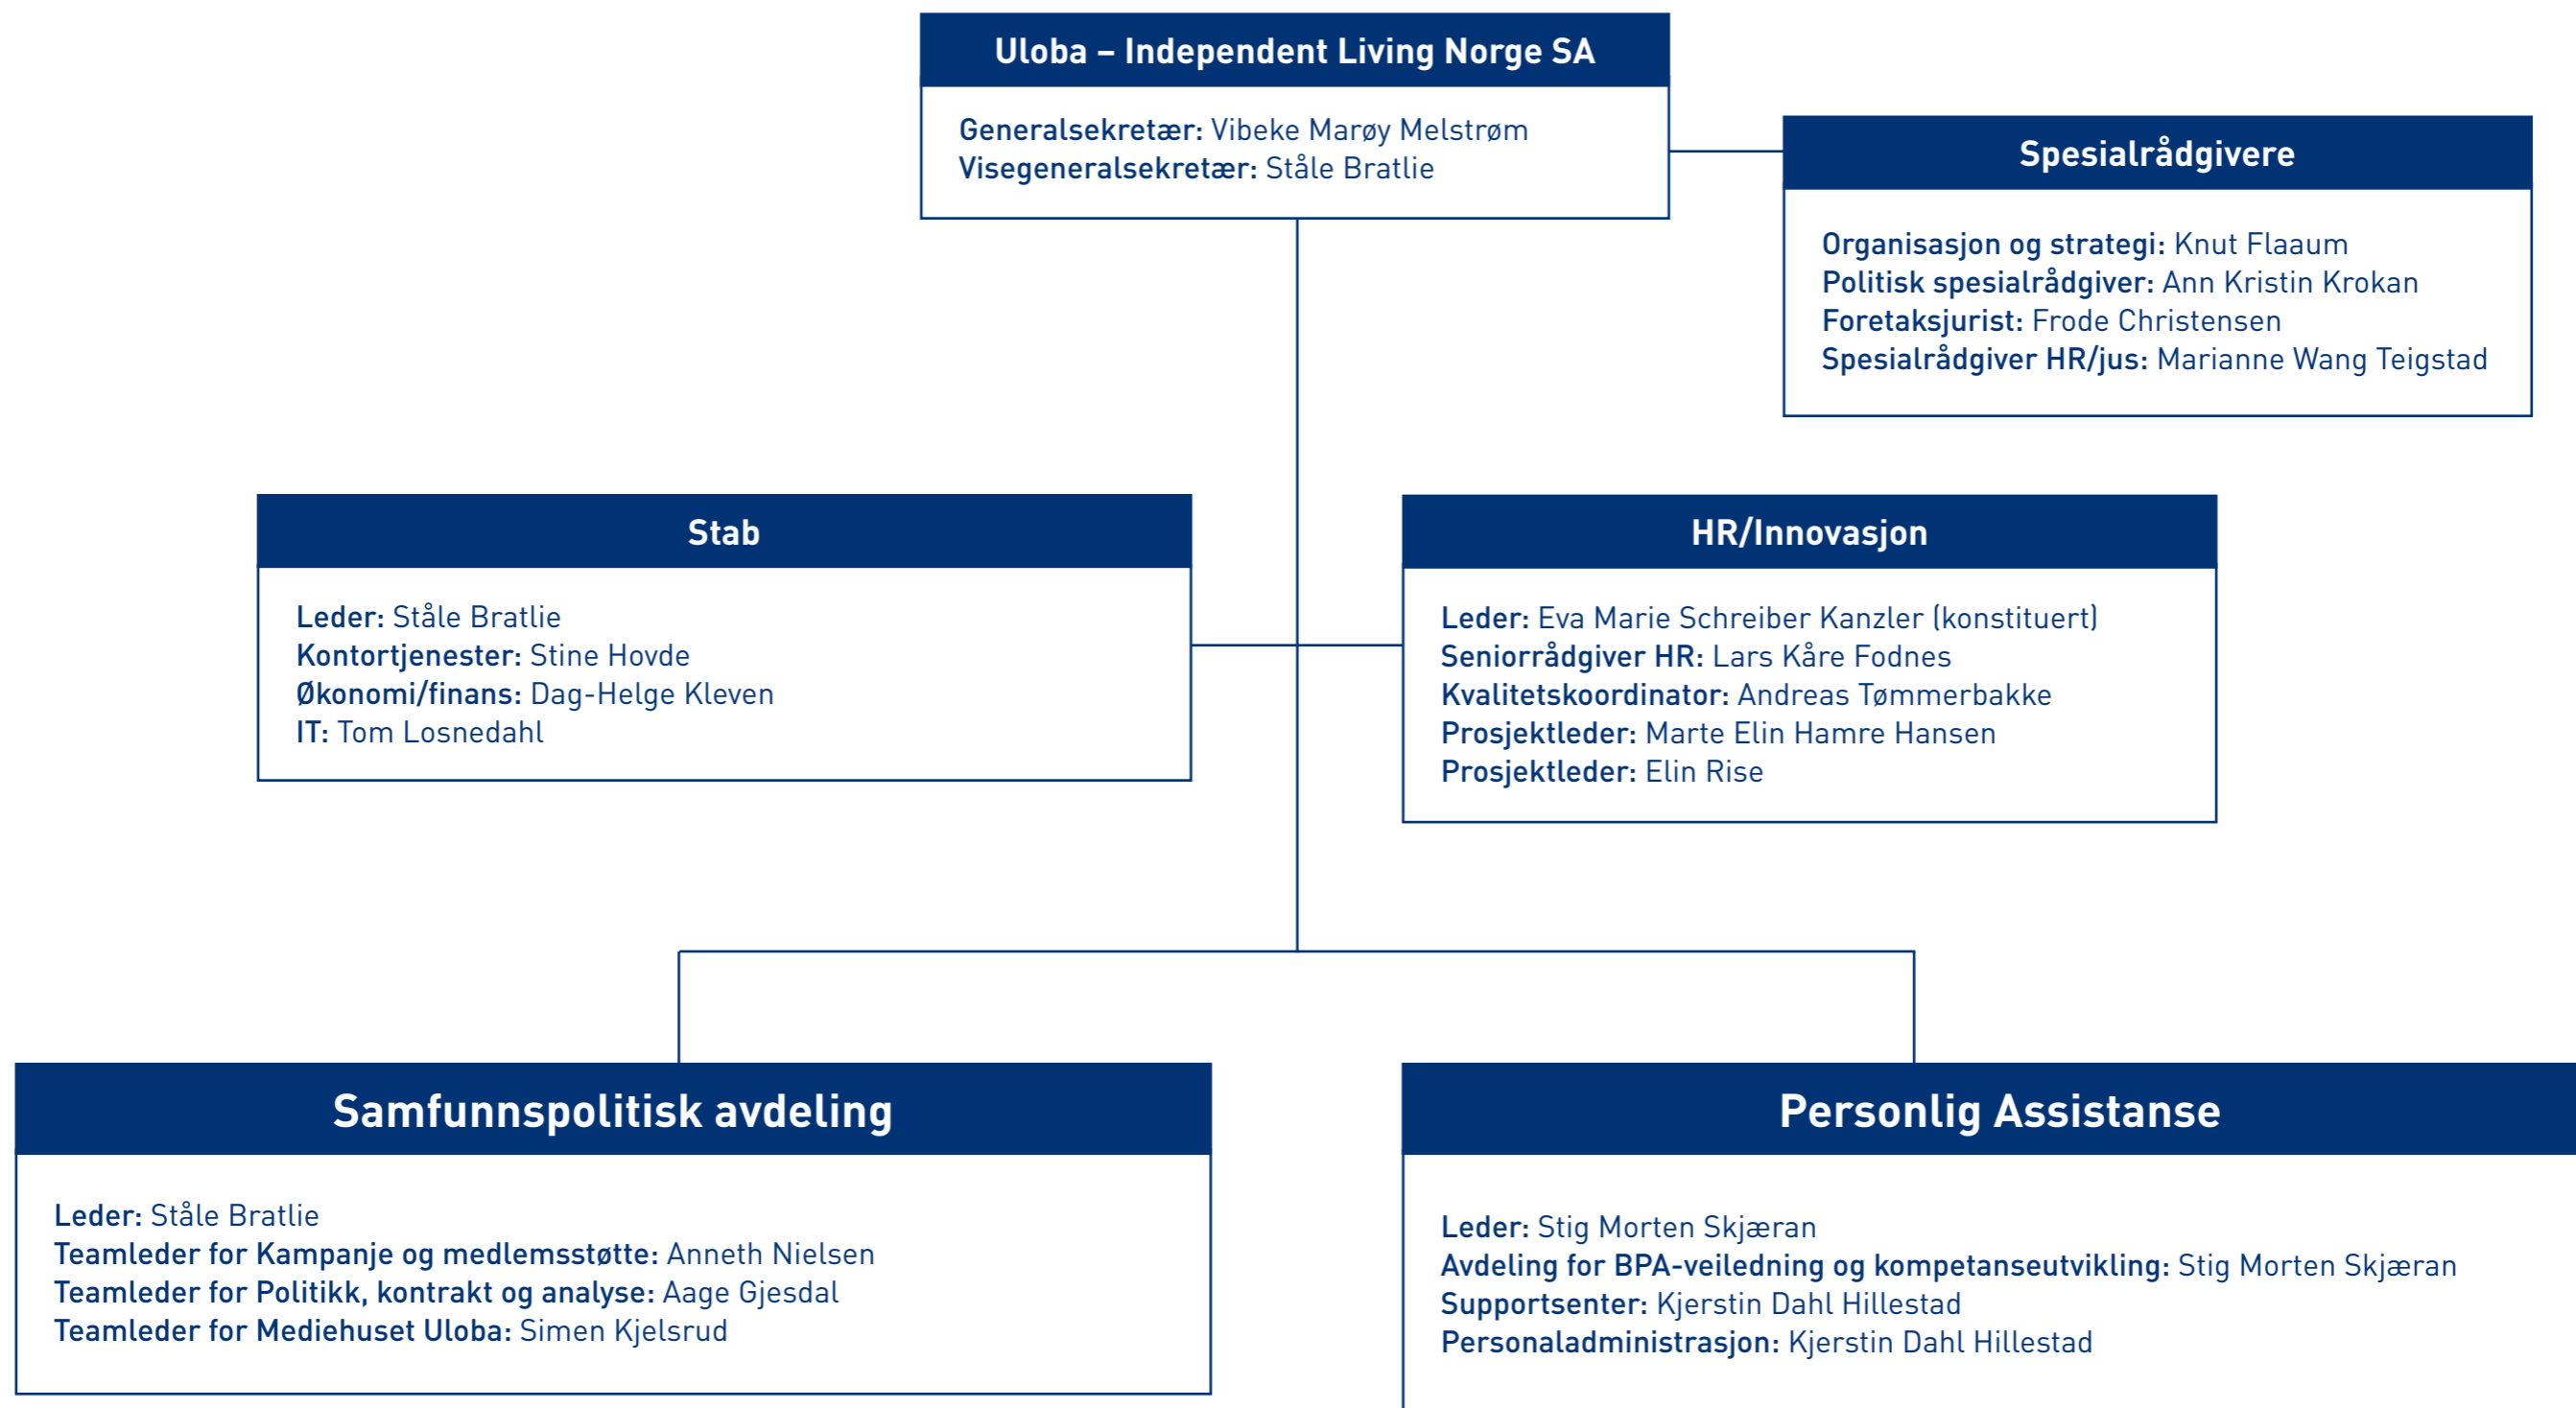 Uloba – Independent Living Norge SA
Generalsekretær: Vibeke Marøy Melstrøm
Visegeneralsekretær: Ståle Bratlie
Spesialrådgivere
Organisasjon og strategi: Knut Flaaum
Politisk spesialrådgiver: Ann Kristin Krokan
Foretaksjurist: Frode Christensen
Spesialrådgiver HR/jus: Marianne Wang Teigstad
Stab
Leder: Ståle Bratlie
Kontortjenester: Stine Hovde
Økonomi/finans: Dag-Helge Kleven
IT: Tom Losnedahl
HR/Innovasjon
Leder: Eva Marie Schreiber Kanzler (konstituert)
Seniorrådgiver HR: Lars Kåre Fodnes
Kvalitetskoordinator: Andreas Tømmerbakke
Prosjektleder: Marte Elin Hamre Hansen
Prosjektleder: Elin Rise
Samfunnspolitisk avdeling
Leder: Ståle Bratlie
Teamleder for Kampanje og medlemsstøtte: Anneth Nielsen
Teamleder for Politikk, kontrakt og analyse: Aage Gjesdal
Teamleder for Mediehuset Uloba: Simen Kjelsrud
Personlig Assistanse
Leder: Stig Morten Skjæran
Avdeling for BPA-veiledning og kompetanseutvikling: Stig Morten Skjæran
Supportsenter: Kjerstin Dahl Hillestad
Personaladministrasjon: Kjerstin Dahl Hillestad